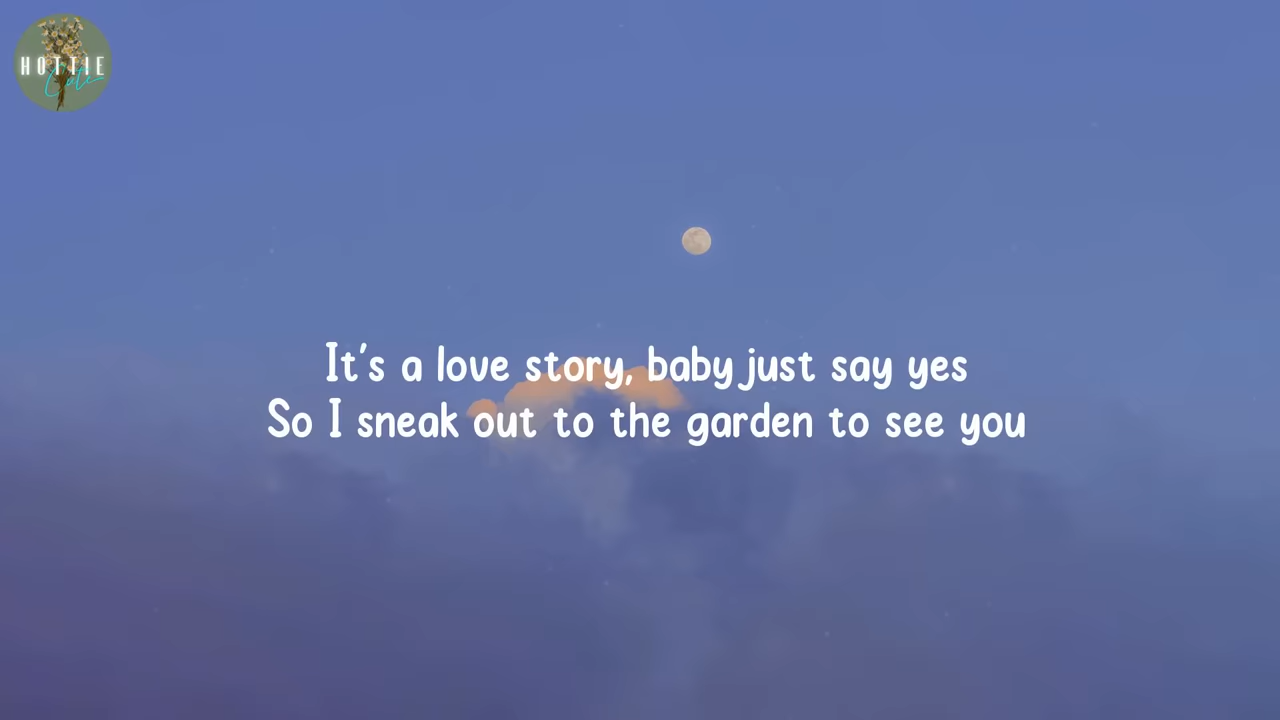 HOTTIE
Cute
It's a love story, baby just say yes
So I sneak out to the garden to see you